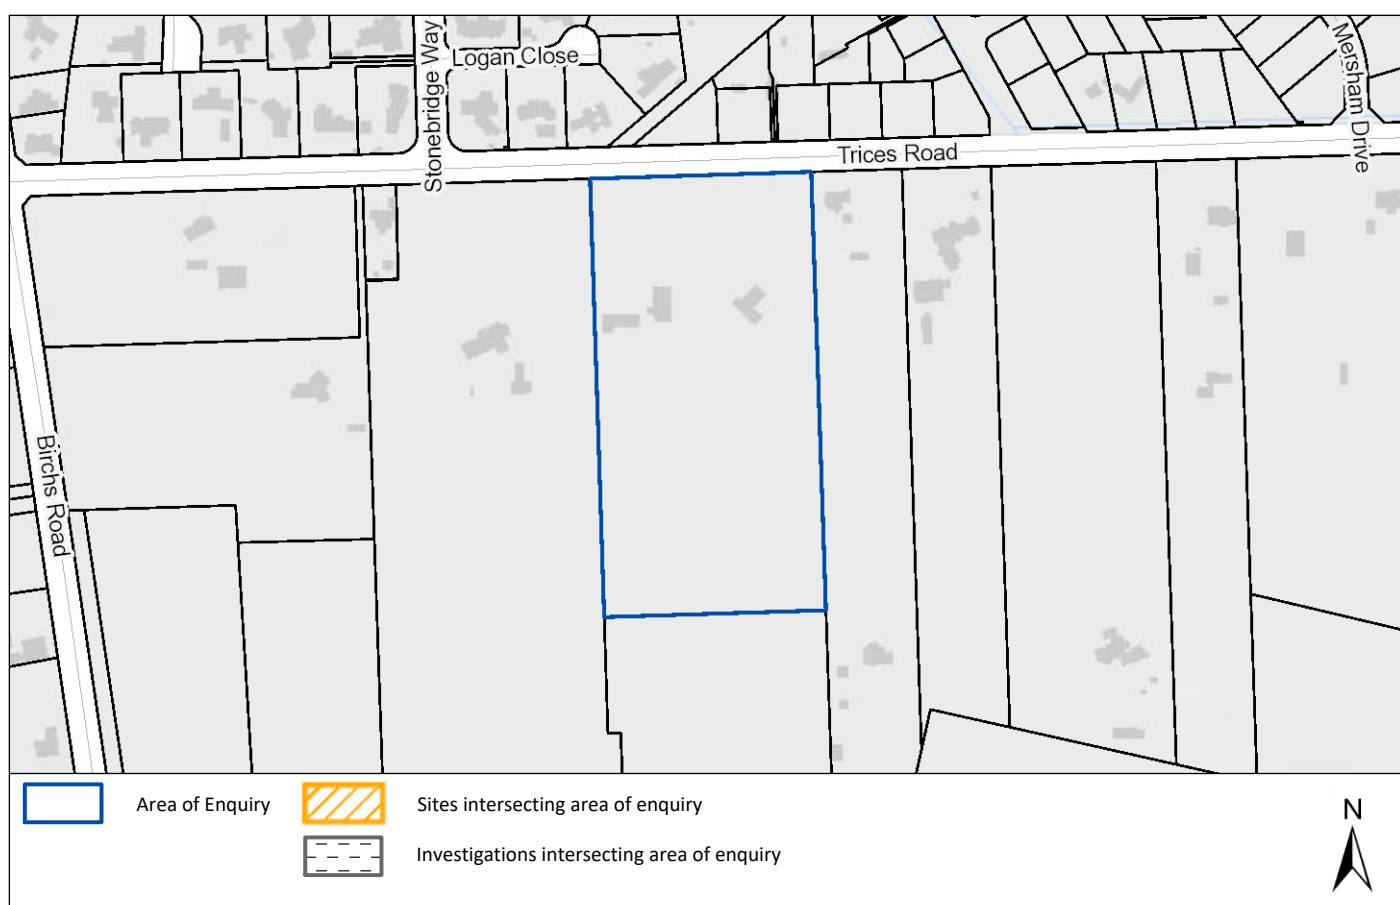 Logan Close
Stonebridge Way
Mersham Drive
Trices Road
Birchs Road
Area of Enquiry
Sites intersecting area of enquiry
Investigations intersecting area of enquiry
N